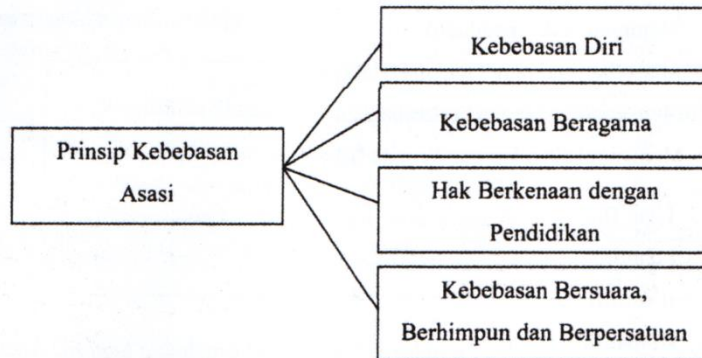 Prinsip Kebebasan
Asasi
Kebebasan Diri
Kebebasan Beragama
Hak Berkenaan dengan
Pendidikan
Kebebasan Bersuara,
Berhimpun dan Berpersatuan